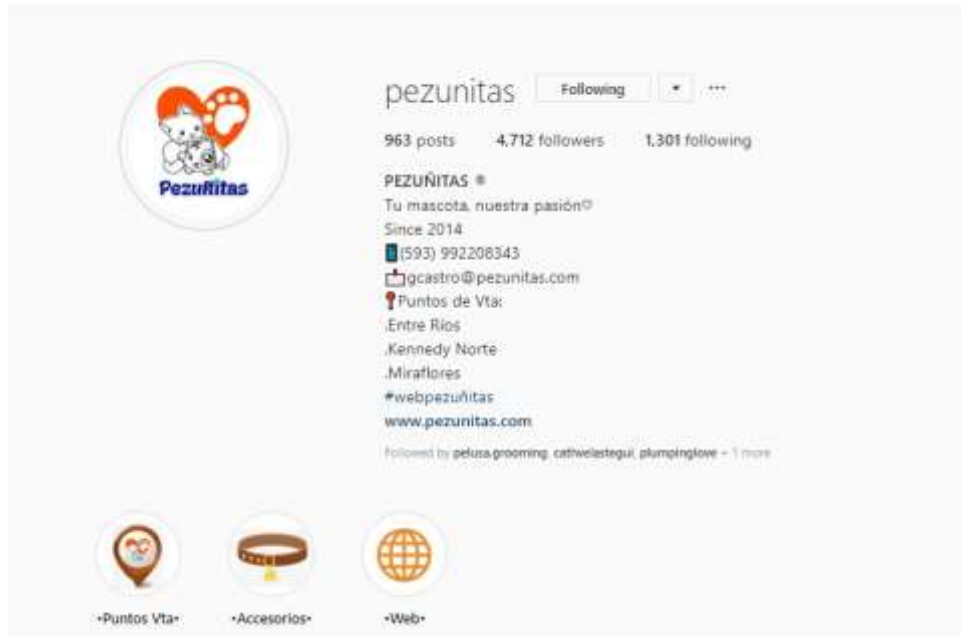 pezunitas Following ...
963 posts 4,712 followers 1,301 following
PEZUÑITAS ®
Tu mascota, nuestra pasión♡
Since 2014
(593) 992208343
gcastro@pezunitas.com
Puntos de Vta:
.Entre Ríos
.Kennedy Norte
.Miraflores
#webpezuñitas
www.pezunitas.com
Followed by pelusa.grooming, cathwelastegui, plumpinglove + 1 more
Pezuñitas
•Puntos Vta• •Accesorios• •Web•